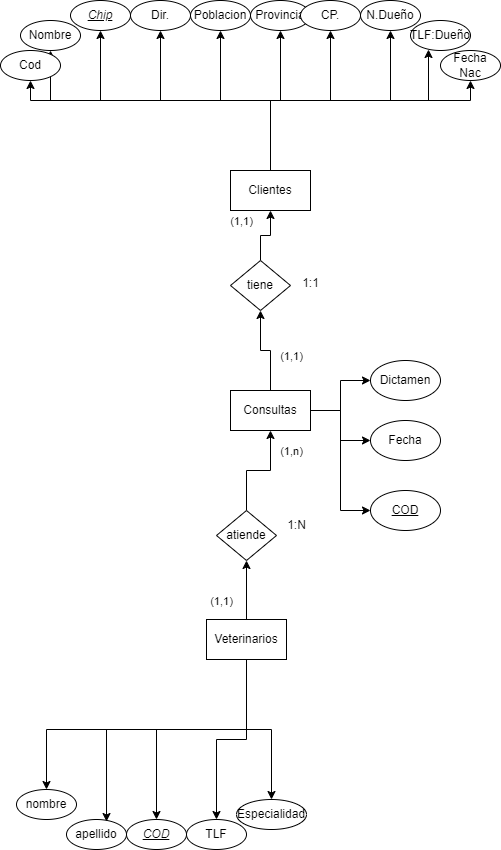 Chip
Dir.
Poblacion
Provincia
CP.
N.Dueño
Nombre
TLF:Dueño
Cod
Fecha
Nac
Clientes
(1,1)
tiene
1:1
(1,1)
Dictamen
Consultas
Fecha
(1,n)
COD
1:N
atiende
(1,1)
Veterinarios
nombre
Especialidad
apellido
COD
TLF